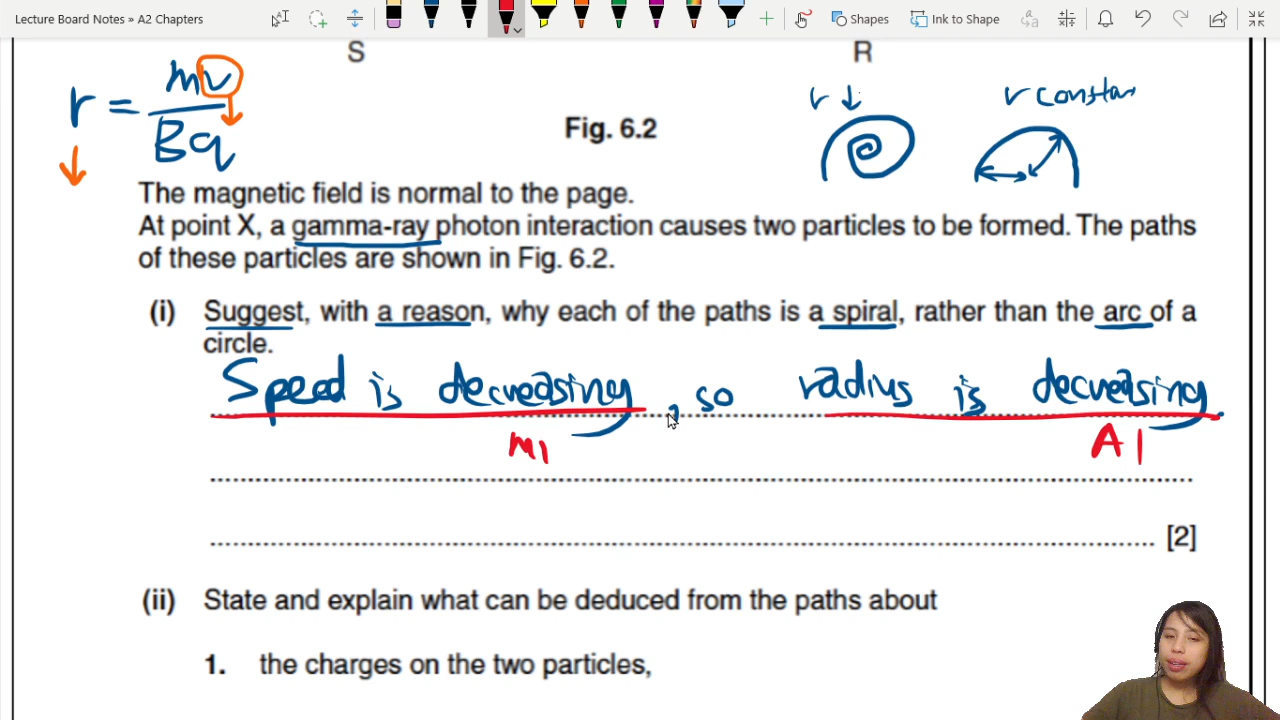 Lecture Board Notes » A2 Chapters
Shapes
Ink to Shape
S R
r = mv / Bq
r ↓
r constan
Fig. 6.2
The magnetic field is normal to the page.
At point X, a gamma-ray photon interaction causes two particles to be formed. The paths
of these particles are shown in Fig. 6.2.
(i) Suggest, with a reason, why each of the paths is a spiral, rather than the arc of a
circle.
Speed is decreasing, so radius is decreasing.
M1 A1
[2]
(ii) State and explain what can be deduced from the paths about
1. the charges on the two particles,